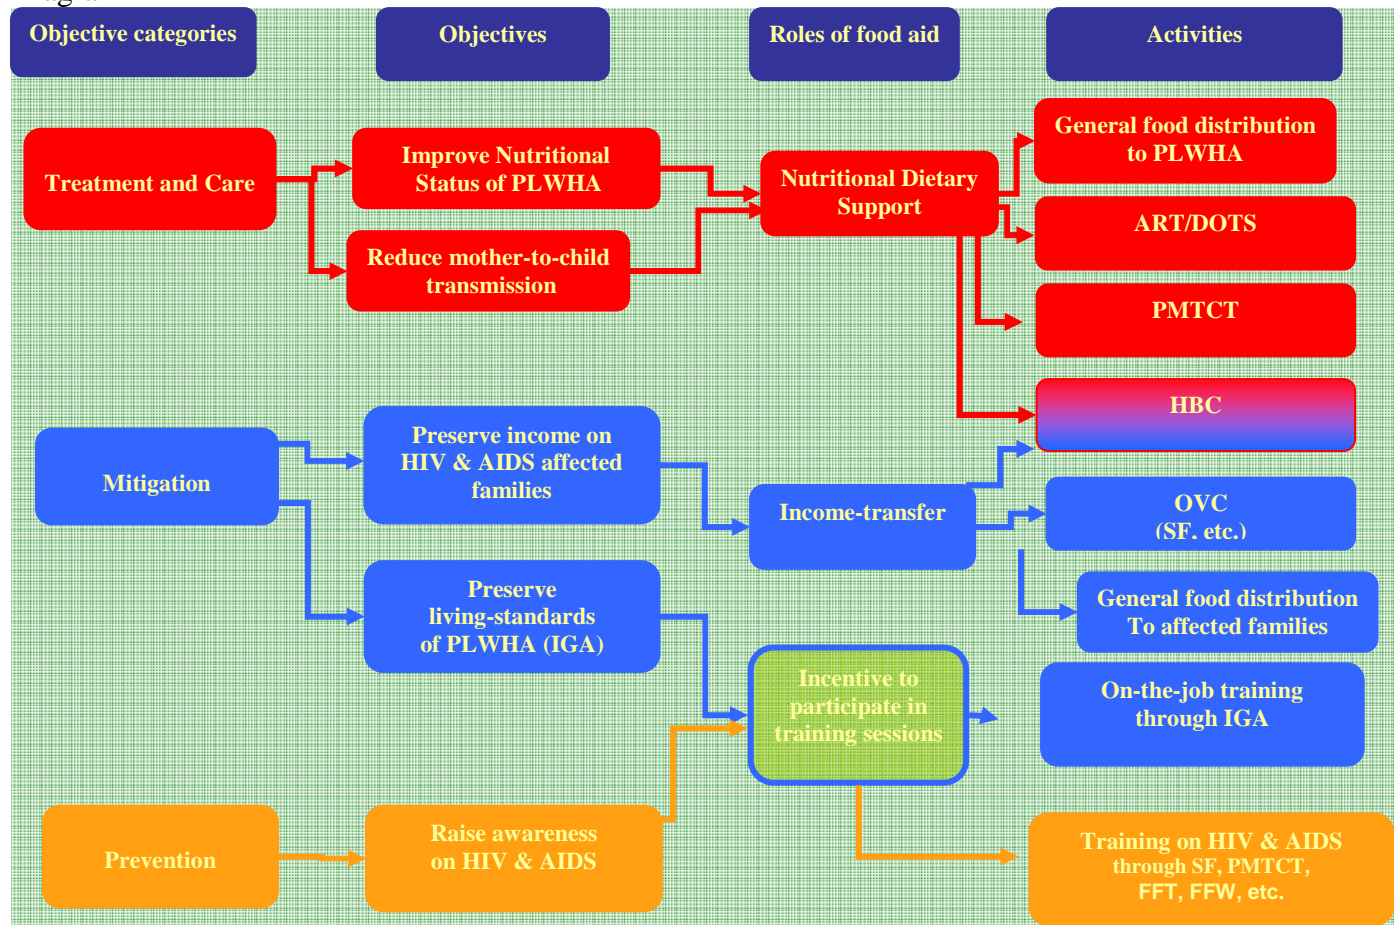 Objective categories
Objectives
Roles of food aid
Activities
Treatment and Care
Improve Nutritional
Status of PLWHA
Reduce mother-to-child
transmission
Nutritional Dietary
Support
General food distribution
to PLWHA
ART/DOTS
PMTCT
HBC
Mitigation
Preserve income on
HIV & AIDS affected
families
Preserve
living-standards
of PLWHA (IGA)
Income-transfer
OVC
(SF, etc.)
General food distribution
To affected families
Incentive to
participate in
training sessions
On-the-job training
through IGA
Prevention
Raise awareness
on HIV & AIDS
Training on HIV & AIDS
through SF, PMTCT,
FFT, FFW, etc.